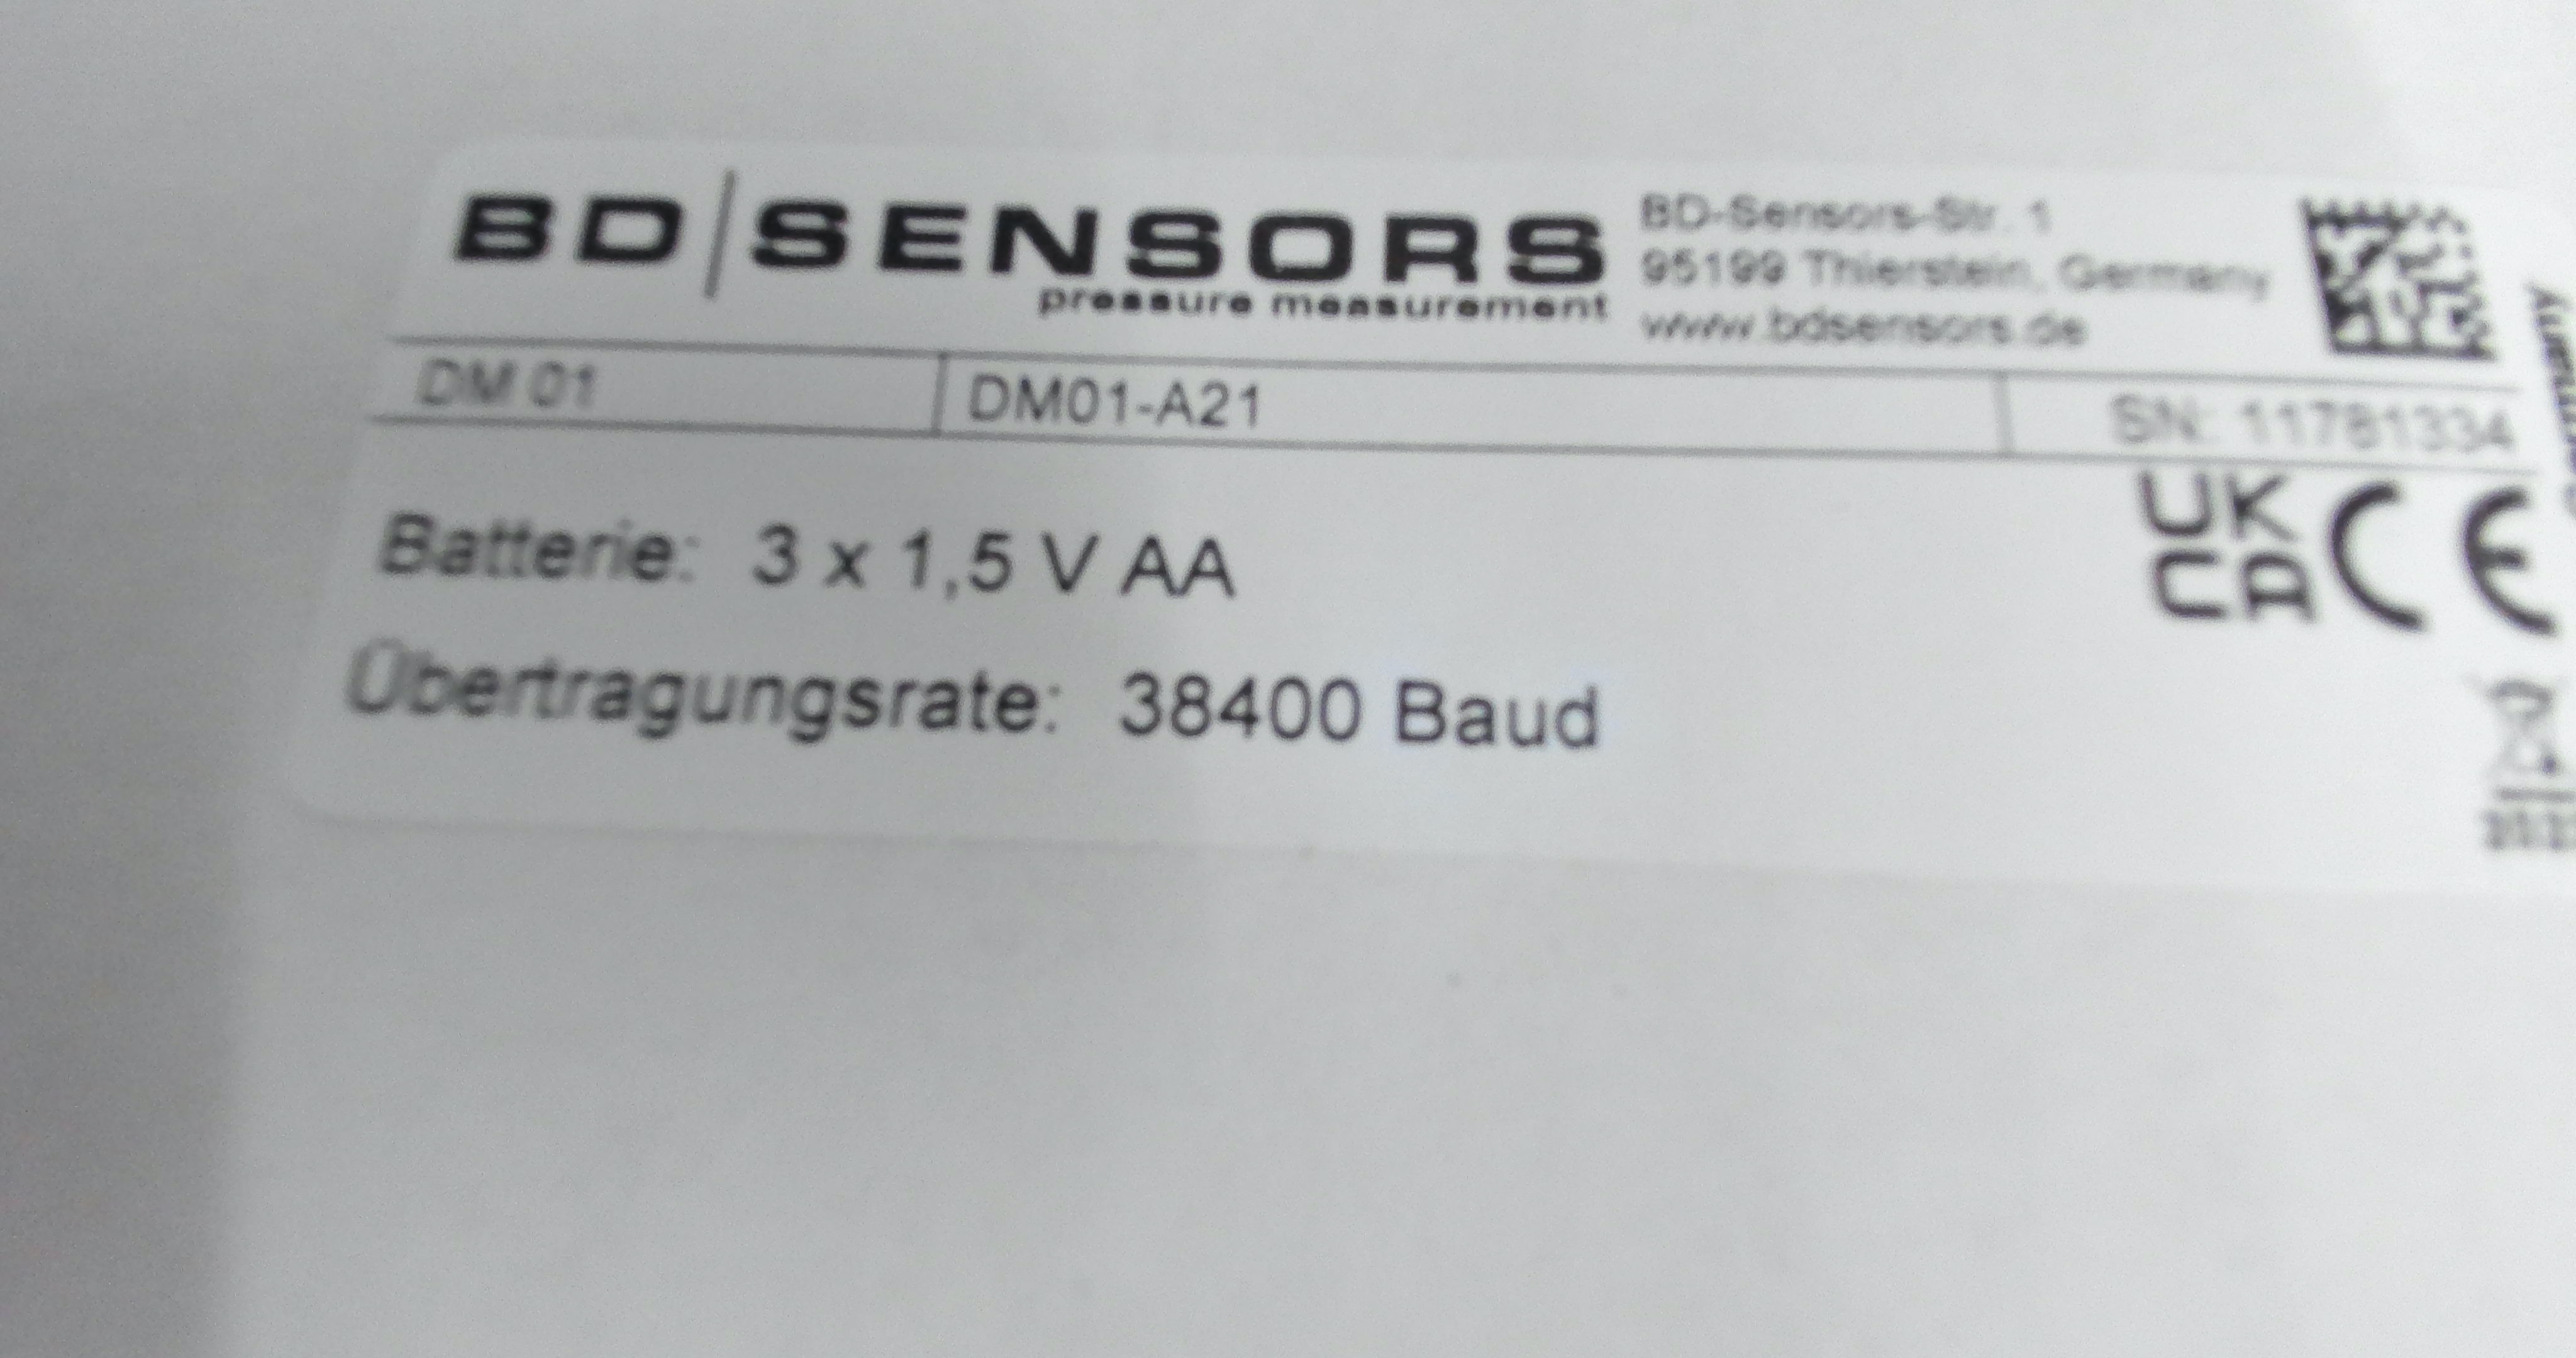 BD|SENSORS
pressure measurement
BD-Sensors-Str. 1
95199 Thierstein, Germany
www.bdsensors.de
DM 01
DM01-A21
SN: 11781334
Batterie: 3 x 1,5 V AA
Übertragungsrate: 38400 Baud
UK
CA
CE